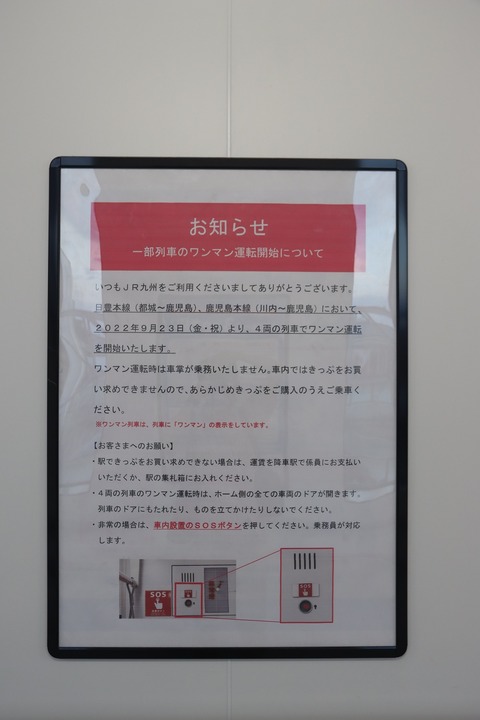 お知らせ
一部列車のワンマン運転開始について
いつもＪＲ九州をご利用くださいましてありがとうございます。
日豊本線（都城～鹿児島）、鹿児島本線（川内～鹿児島）において、
２０２２年９月２３日（金・祝）より、４両の列車でワンマン運転
を開始いたします。
ワンマン運転時は車掌が乗務いたしません。車内ではきっぷをお買
い求めできませんので、あらかじめきっぷをご購入のうえご乗車く
ださい。
※ワンマン列車は、列車に「ワンマン」の表示をしています。
【お客さまへのお願い】
・駅できっぷをお買い求めできない場合は、運賃を降車駅で係員にお支払い
いただくか、駅の集札箱にお入れください。
・４両の列車のワンマン運転時は、ホーム側の全ての車両のドアが開きます。
列車のドアにもたれたり、ものを立てかけたりしないでください。
・非常の場合は、車内設置のＳＯＳボタンを押してください。乗務員が対応
します。
SOS
SOS